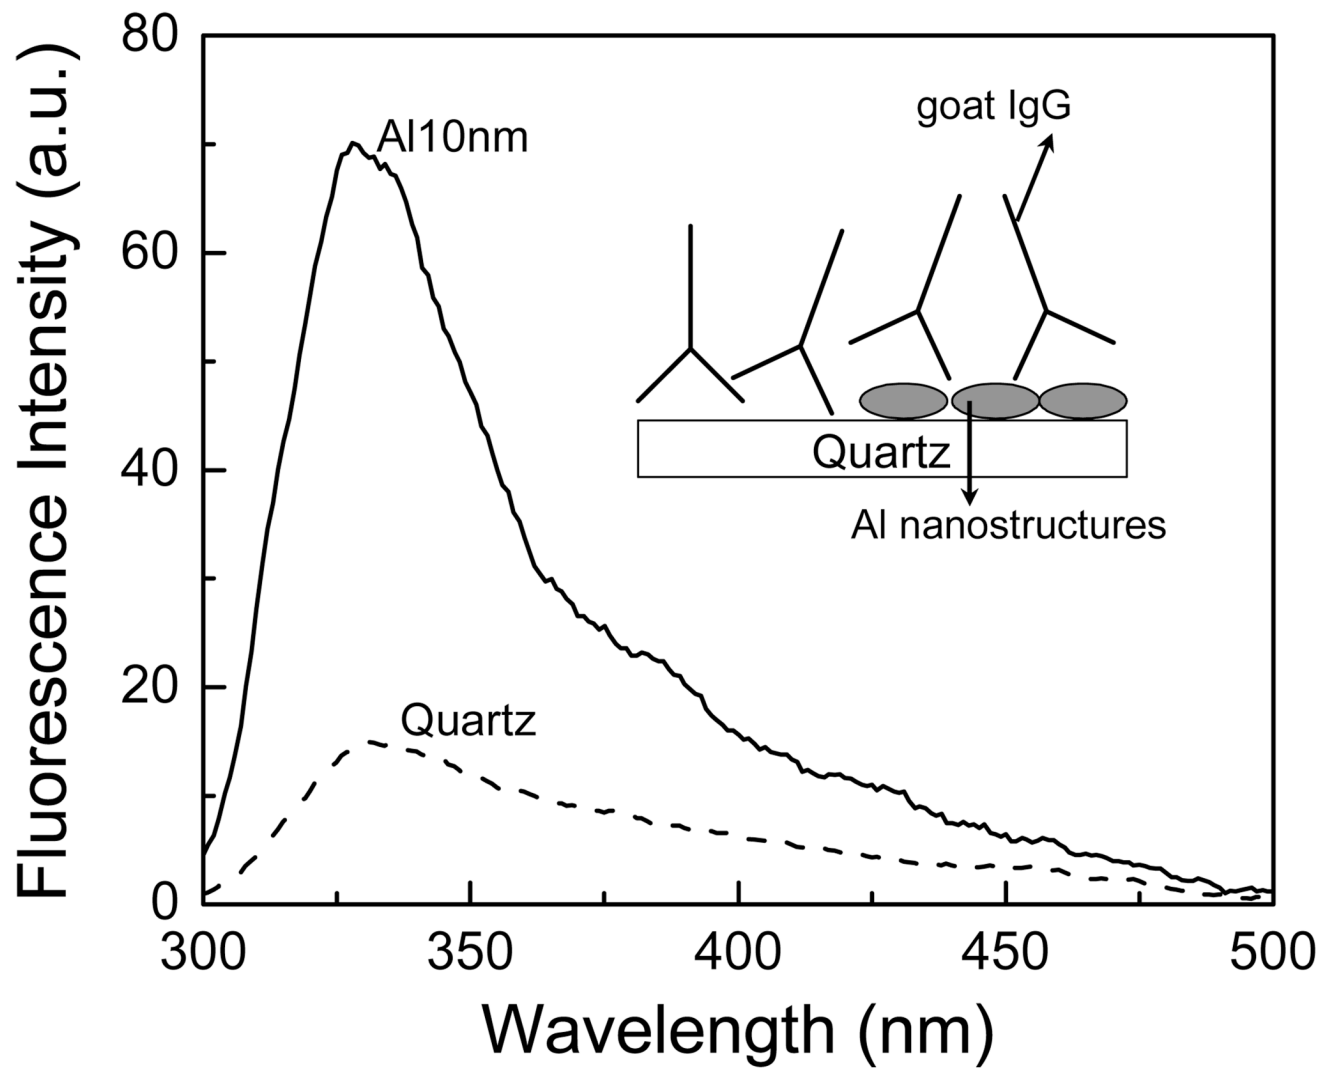 Fluorescence Intensity (a.u.)
80
60
40
20
0
Al10nm
Quartz
goat IgG
Quartz
Al nanostructures
300 350 400 450 500
Wavelength (nm)